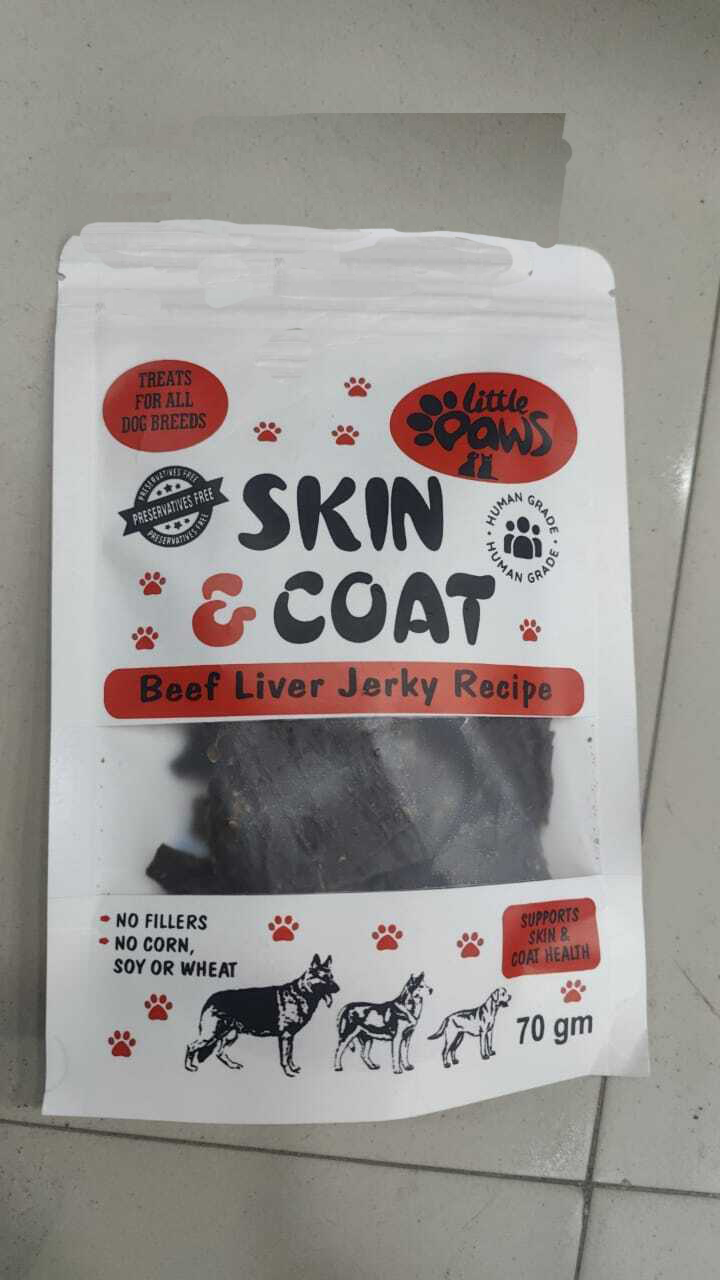 TREATS
FOR ALL
DOG BREEDS
little
paws
PRESERVATIVES FREE
PRESERVATIVES FREE
PRESERVATIVES FREE
SKIN
& COAT
HUMAN GRADE
HUMAN GRADE
Beef Liver Jerky Recipe
NO FILLERS
NO CORN,
SOY OR WHEAT
SUPPORTS
SKIN &
COAT HEALTH
70 gm